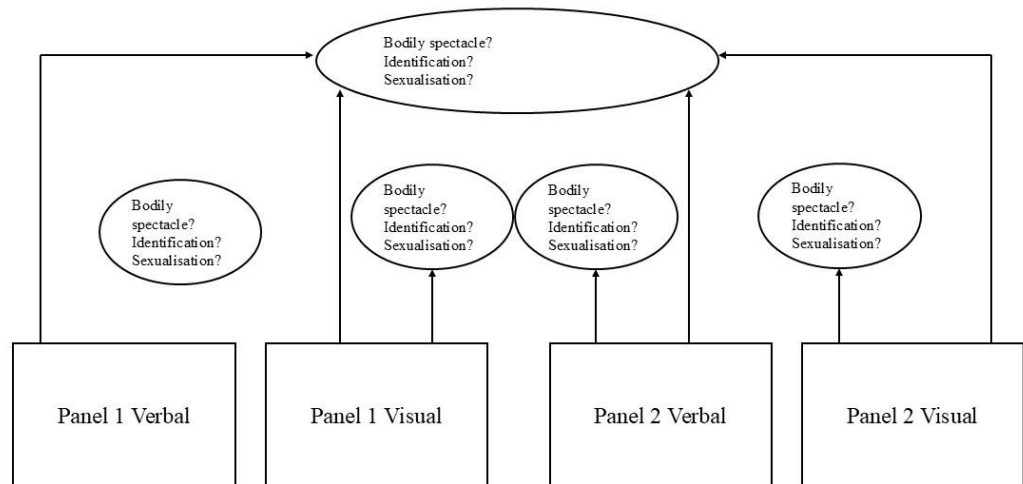 Bodily spectacle?
Identification?
Sexualisation?
Bodily
spectacle?
Identification?
Sexualisation?
Bodily
spectacle?
Identification?
Sexualisation?
Bodily
spectacle?
Identification?
Sexualisation?
Bodily
spectacle?
Identification?
Sexualisation?
Panel 1 Verbal
Panel 1 Visual
Panel 2 Verbal
Panel 2 Visual